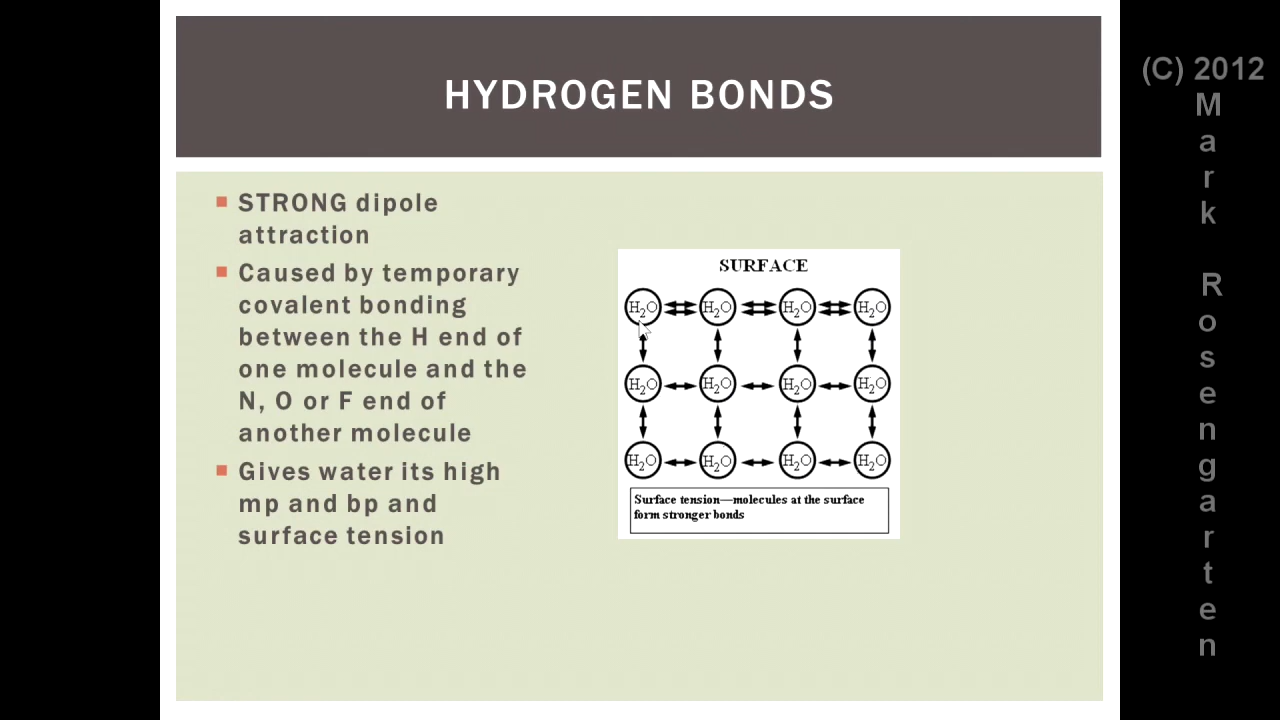 HYDROGEN BONDS
STRONG dipole
attraction
Caused by temporary
covalent bonding
between the H end of
one molecule and the
N, O or F end of
another molecule
Gives water its high
mp and bp and
surface tension
SURFACE
H₂O H₂O H₂O H₂O
H₂O H₂O H₂O H₂O
H₂O H₂O H₂O H₂O
Surface tension—molecules at the surface
form stronger bonds
(C) 2012
Mark Rosengarten